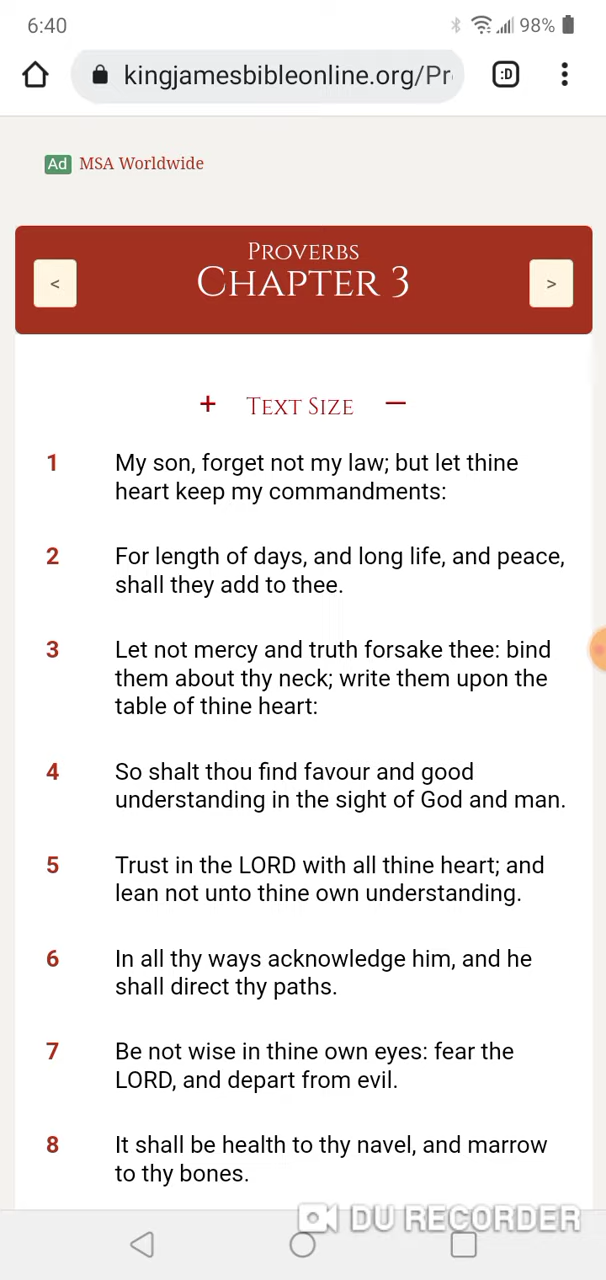 6:40 98%
kingjamesbibleonline.org/Pr
:D
Ad MSA Worldwide
Proverbs
Chapter 3
< >
+ Text Size −
1 My son, forget not my law; but let thine
heart keep my commandments:
2 For length of days, and long life, and peace,
shall they add to thee.
3 Let not mercy and truth forsake thee: bind
them about thy neck; write them upon the
table of thine heart:
4 So shalt thou find favour and good
understanding in the sight of God and man.
5 Trust in the LORD with all thine heart; and
lean not unto thine own understanding.
6 In all thy ways acknowledge him, and he
shall direct thy paths.
7 Be not wise in thine own eyes: fear the
LORD, and depart from evil.
8 It shall be health to thy navel, and marrow
to thy bones.
DU RECORDER